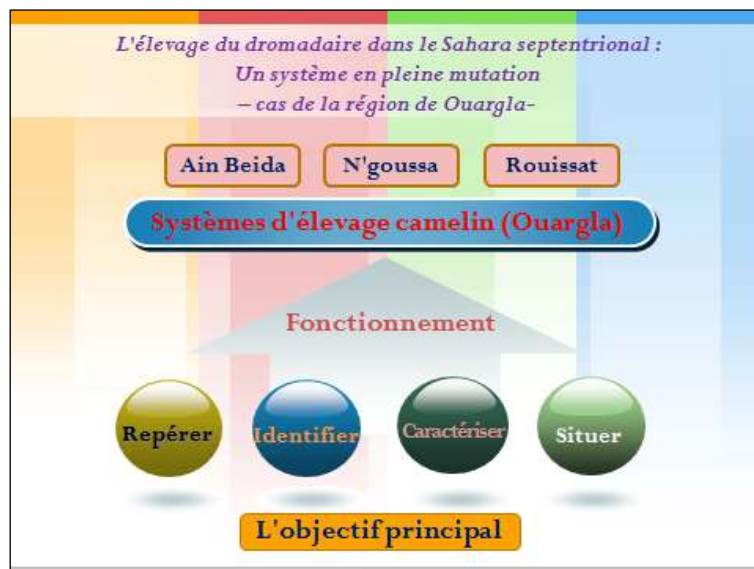 L'élevage du dromadaire dans le Sahara septentrional :
Un système en pleine mutation
– cas de la région de Ouargla-
Ain Beida N'goussa Rouissat
Systèmes d'élevage camelin (Ouargla)
Fonctionnement
Repérer Identifier Caractériser Situer
L'objectif principal